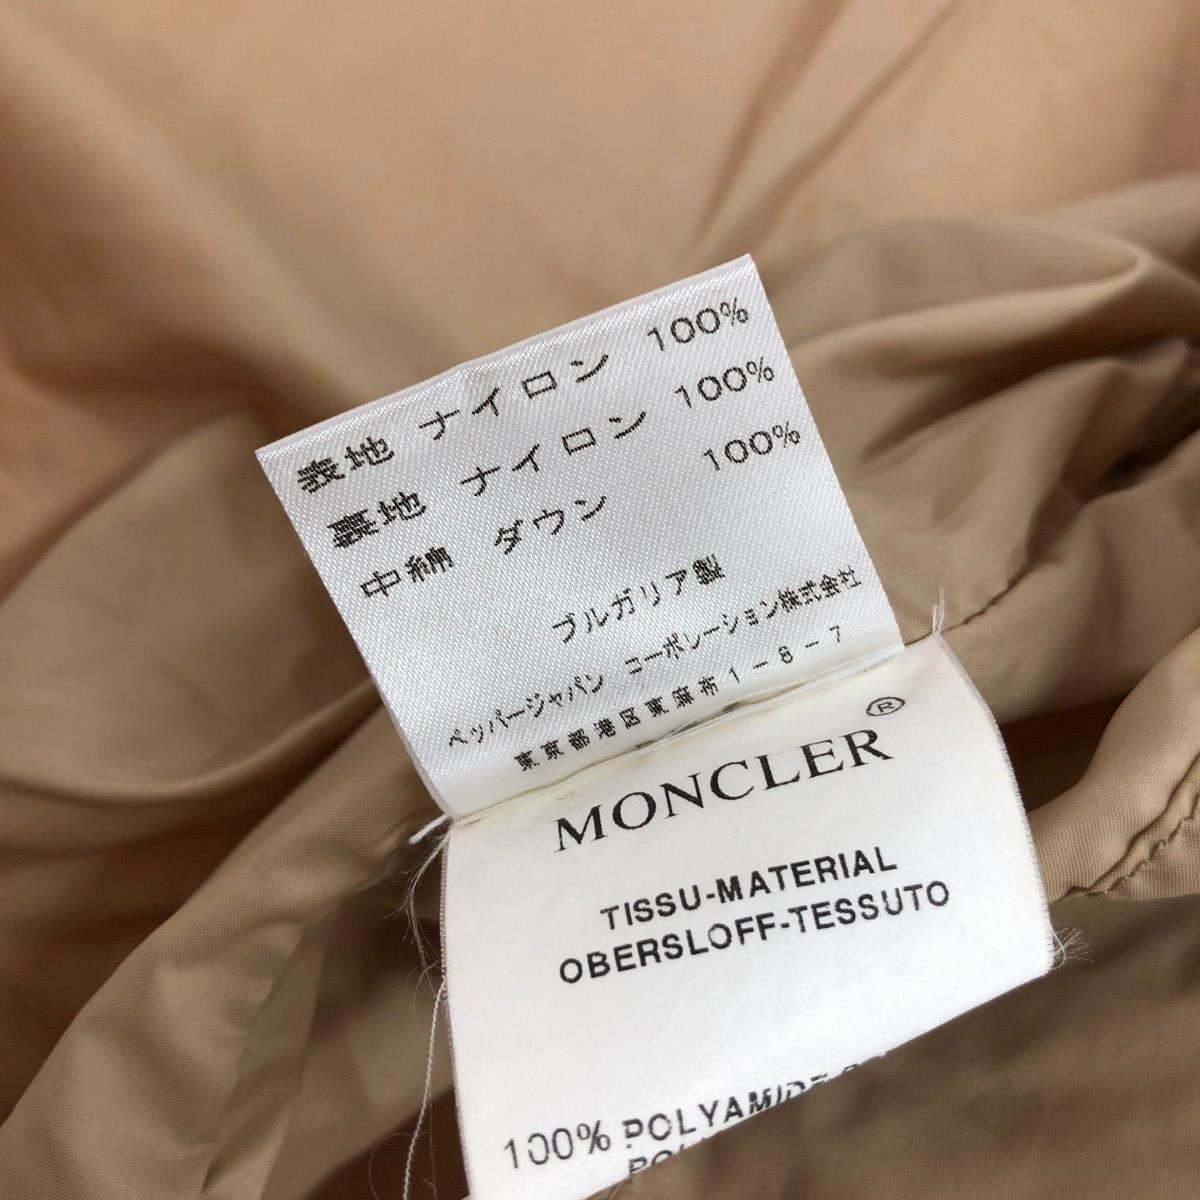 表地 ナイロン 100%
裏地 ナイロン 100%
中綿 ダウン 100%
ブルガリア製
ペッパージャパン コーポレーション株式会社
東京都港区東麻布1-8-7
MONCLER®
TISSU-MATERIAL
OBERSLOFF-TESSUTO
100% POLYAMIDE